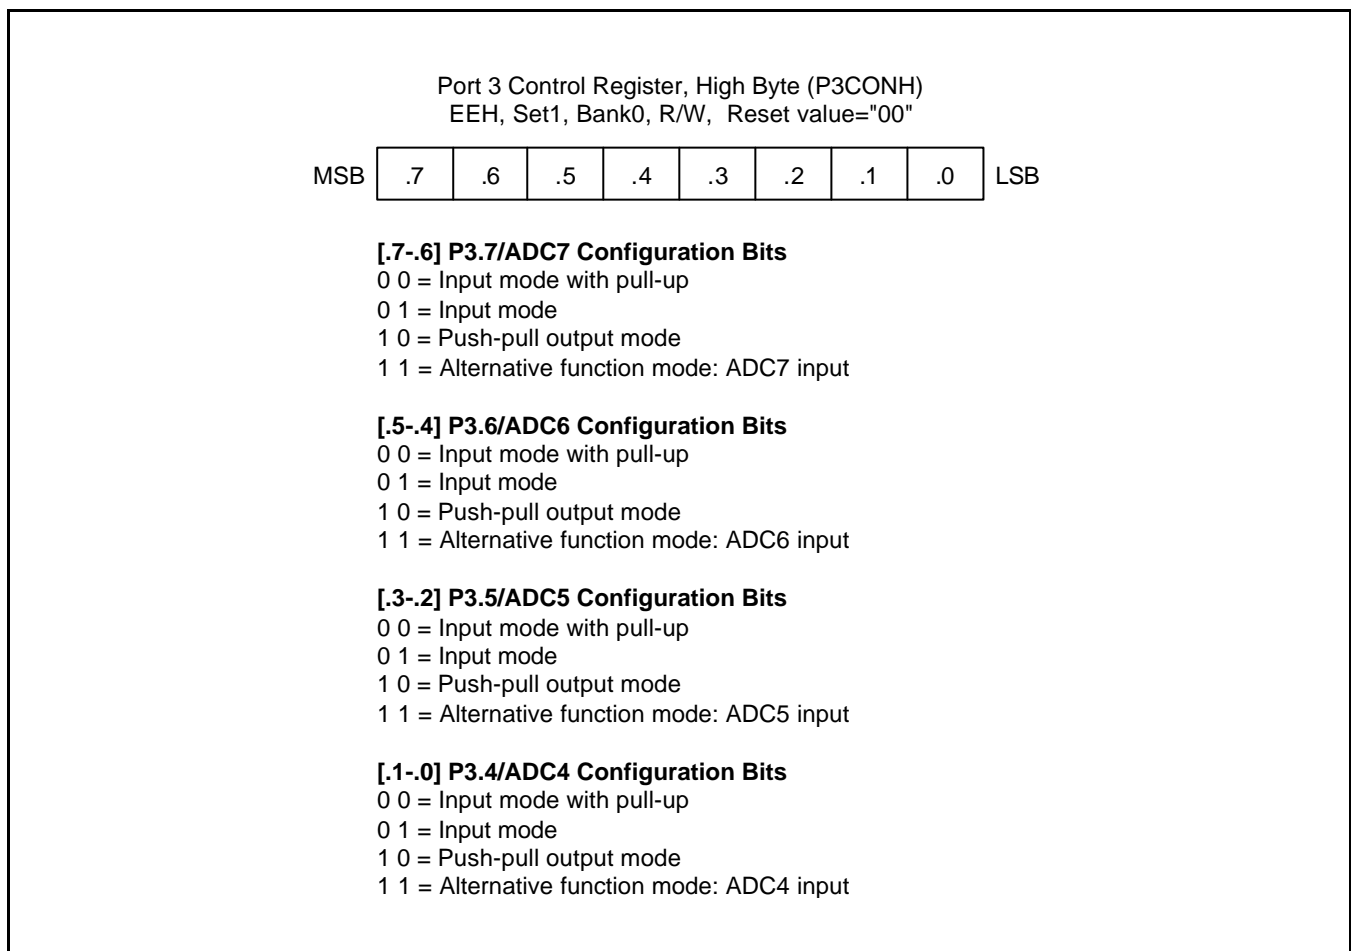 Port 3 Control Register, High Byte (P3CONH)
EEH, Set1, Bank0, R/W, Reset value="00"
MSB .7 .6 .5 .4 .3 .2 .1 .0 LSB
[.7-.6] P3.7/ADC7 Configuration Bits
0 0 = Input mode with pull-up
0 1 = Input mode
1 0 = Push-pull output mode
1 1 = Alternative function mode: ADC7 input
[.5-.4] P3.6/ADC6 Configuration Bits
0 0 = Input mode with pull-up
0 1 = Input mode
1 0 = Push-pull output mode
1 1 = Alternative function mode: ADC6 input
[.3-.2] P3.5/ADC5 Configuration Bits
0 0 = Input mode with pull-up
0 1 = Input mode
1 0 = Push-pull output mode
1 1 = Alternative function mode: ADC5 input
[.1-.0] P3.4/ADC4 Configuration Bits
0 0 = Input mode with pull-up
0 1 = Input mode
1 0 = Push-pull output mode
1 1 = Alternative function mode: ADC4 input